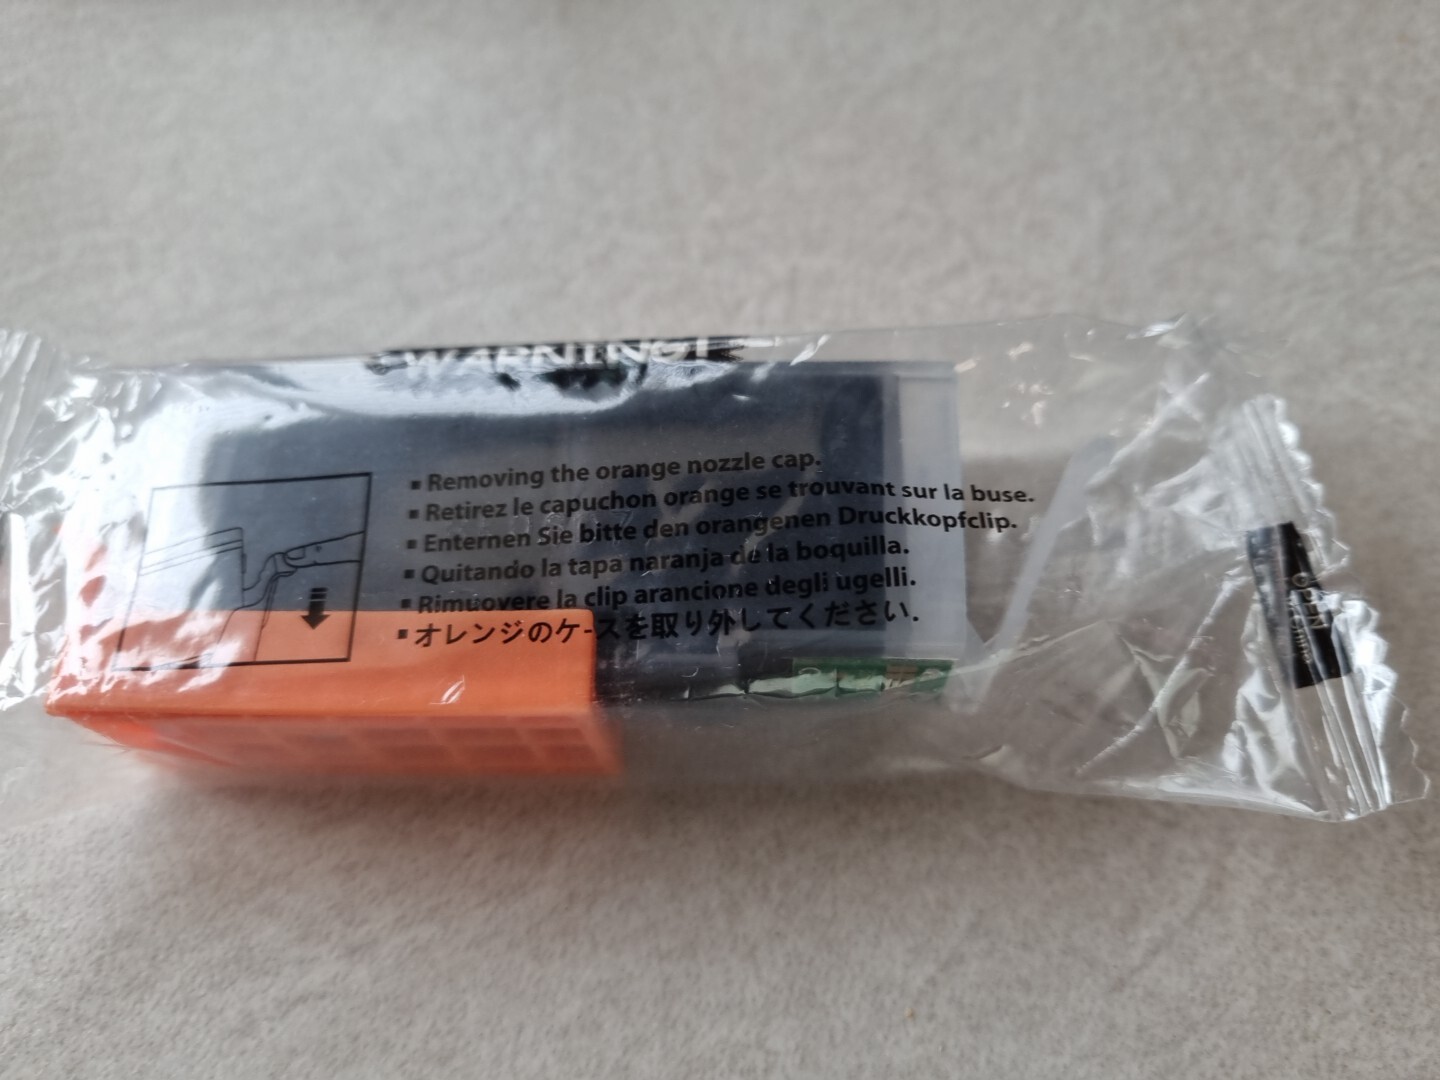 WARNING!
▪ Removing the orange nozzle cap.
▪ Retirez le capuchon orange se trouvant sur la buse.
▪ Enternen Sie bitte den orangenen Druckkopfclip.
▪ Quitando la tapa naranja de la boquilla.
▪ Rimuovere la clip arancione degli ugelli.
▪ オレンジのケースを取り外してください.
OPEN